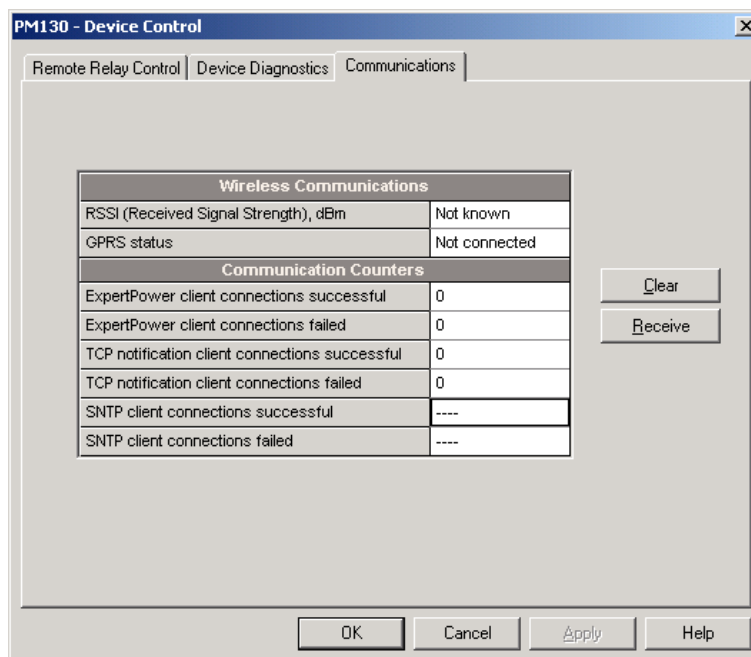 PM130 - Device Control
Remote Relay Control Device Diagnostics Communications
Wireless Communications
RSSI (Received Signal Strength), dBm Not known
GPRS status Not connected
Communication Counters
ExpertPower client connections successful 0
ExpertPower client connections failed 0
TCP notification client connections successful 0
TCP notification client connections failed 0
SNTP client connections successful ----
SNTP client connections failed ----
Clear
Receive
OK Cancel Apply Help